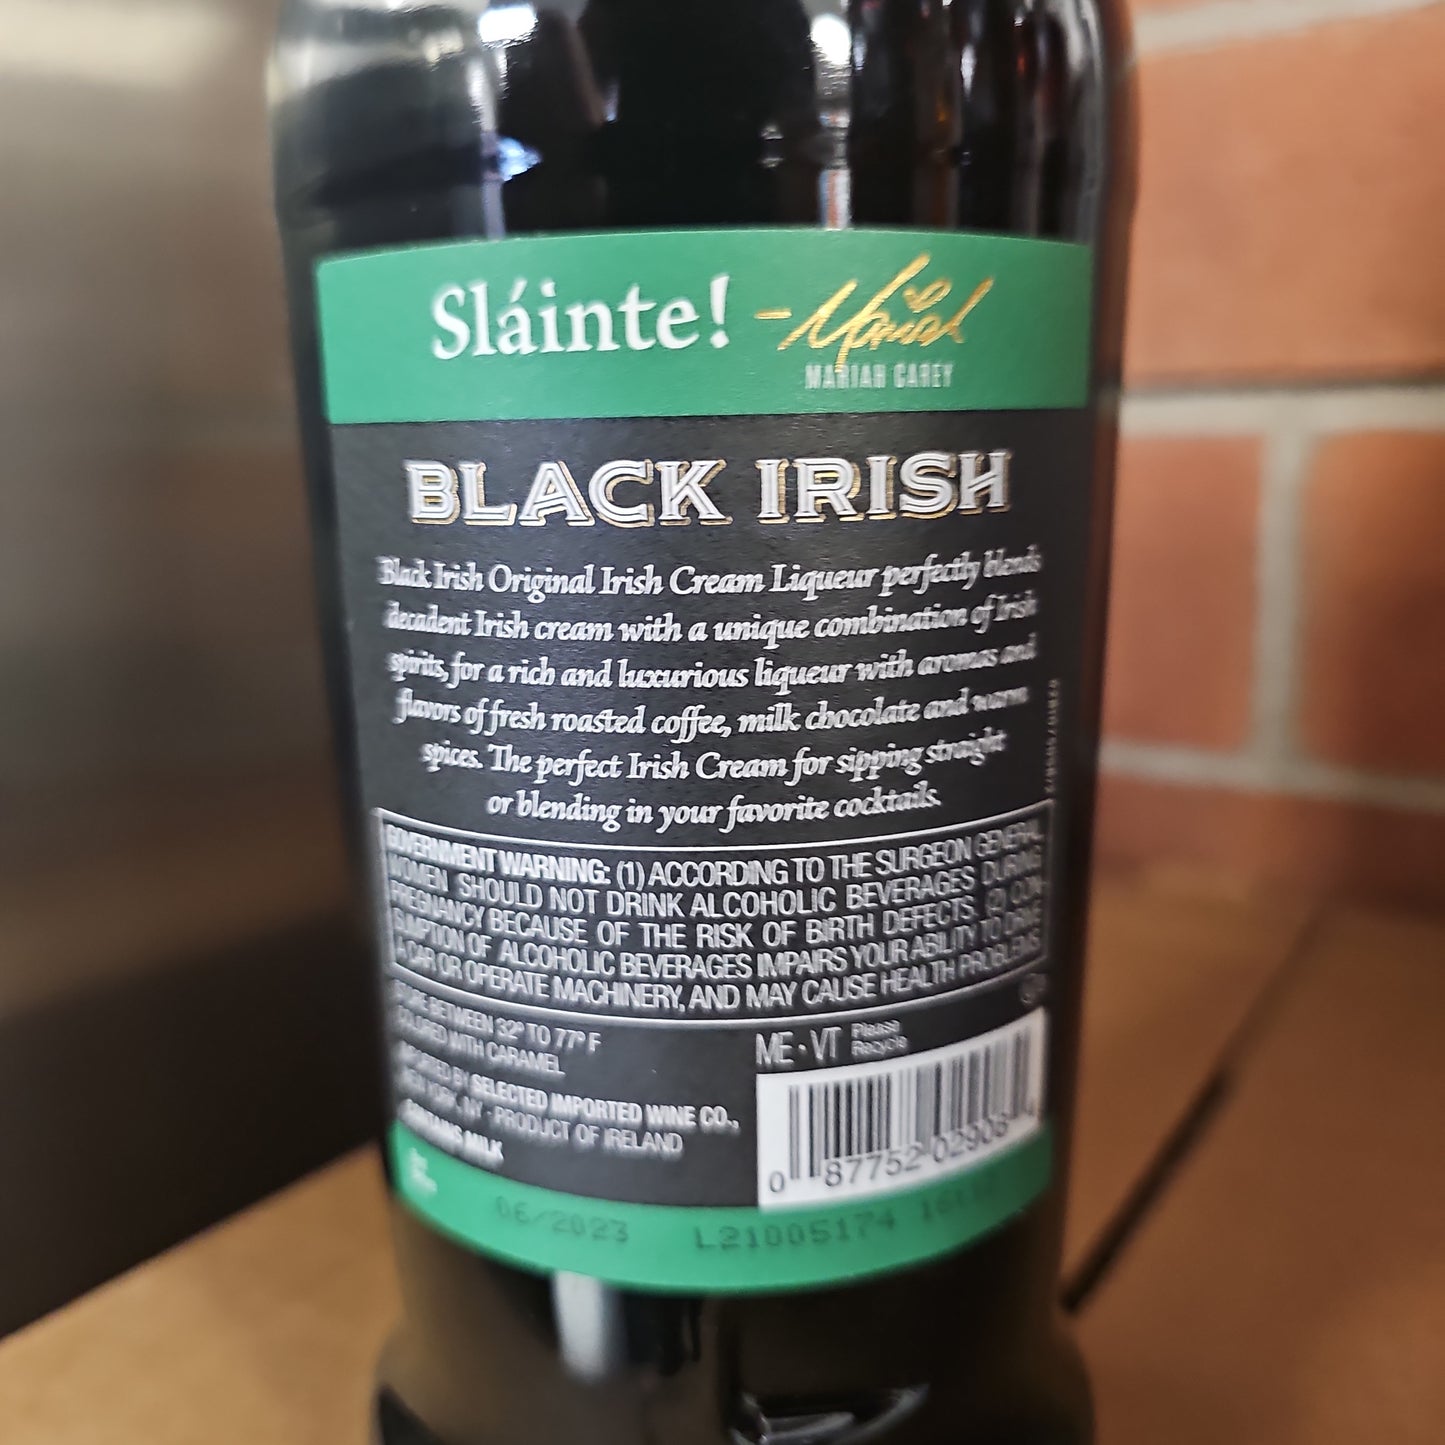 Sláinte! - Mariah
MARIAH CAREY
BLACK IRISH
Black Irish Original Irish Cream Liqueur perfectly blends
decadent Irish cream with a unique combination of Irish
spirits, for a rich and luxurious liqueur with aromas and
flavors of fresh roasted coffee, milk chocolate and warm
spices. The perfect Irish Cream for sipping straight
or blending in your favorite cocktails.
GOVERNMENT WARNING: (1) ACCORDING TO THE SURGEON GENERAL
WOMEN SHOULD NOT DRINK ALCOHOLIC BEVERAGES DURING
PREGNANCY BECAUSE OF THE RISK OF BIRTH DEFECTS. (2) CON-
SUMPTION OF ALCOHOLIC BEVERAGES IMPAIRS YOUR ABILITY TO DRIVE
A CAR OR OPERATE MACHINERY, AND MAY CAUSE HEALTH PROBLEMS
STORE BETWEEN 32° TO 77° F
COLORED WITH CARAMEL
IMPORTED BY SELECTED IMPORTED WINE CO.,
NEW YORK, NY - PRODUCT OF IRELAND
CONTAINS MILK
ME • VT Please
Recycle
0 87752 02908
06/2023 L21005174